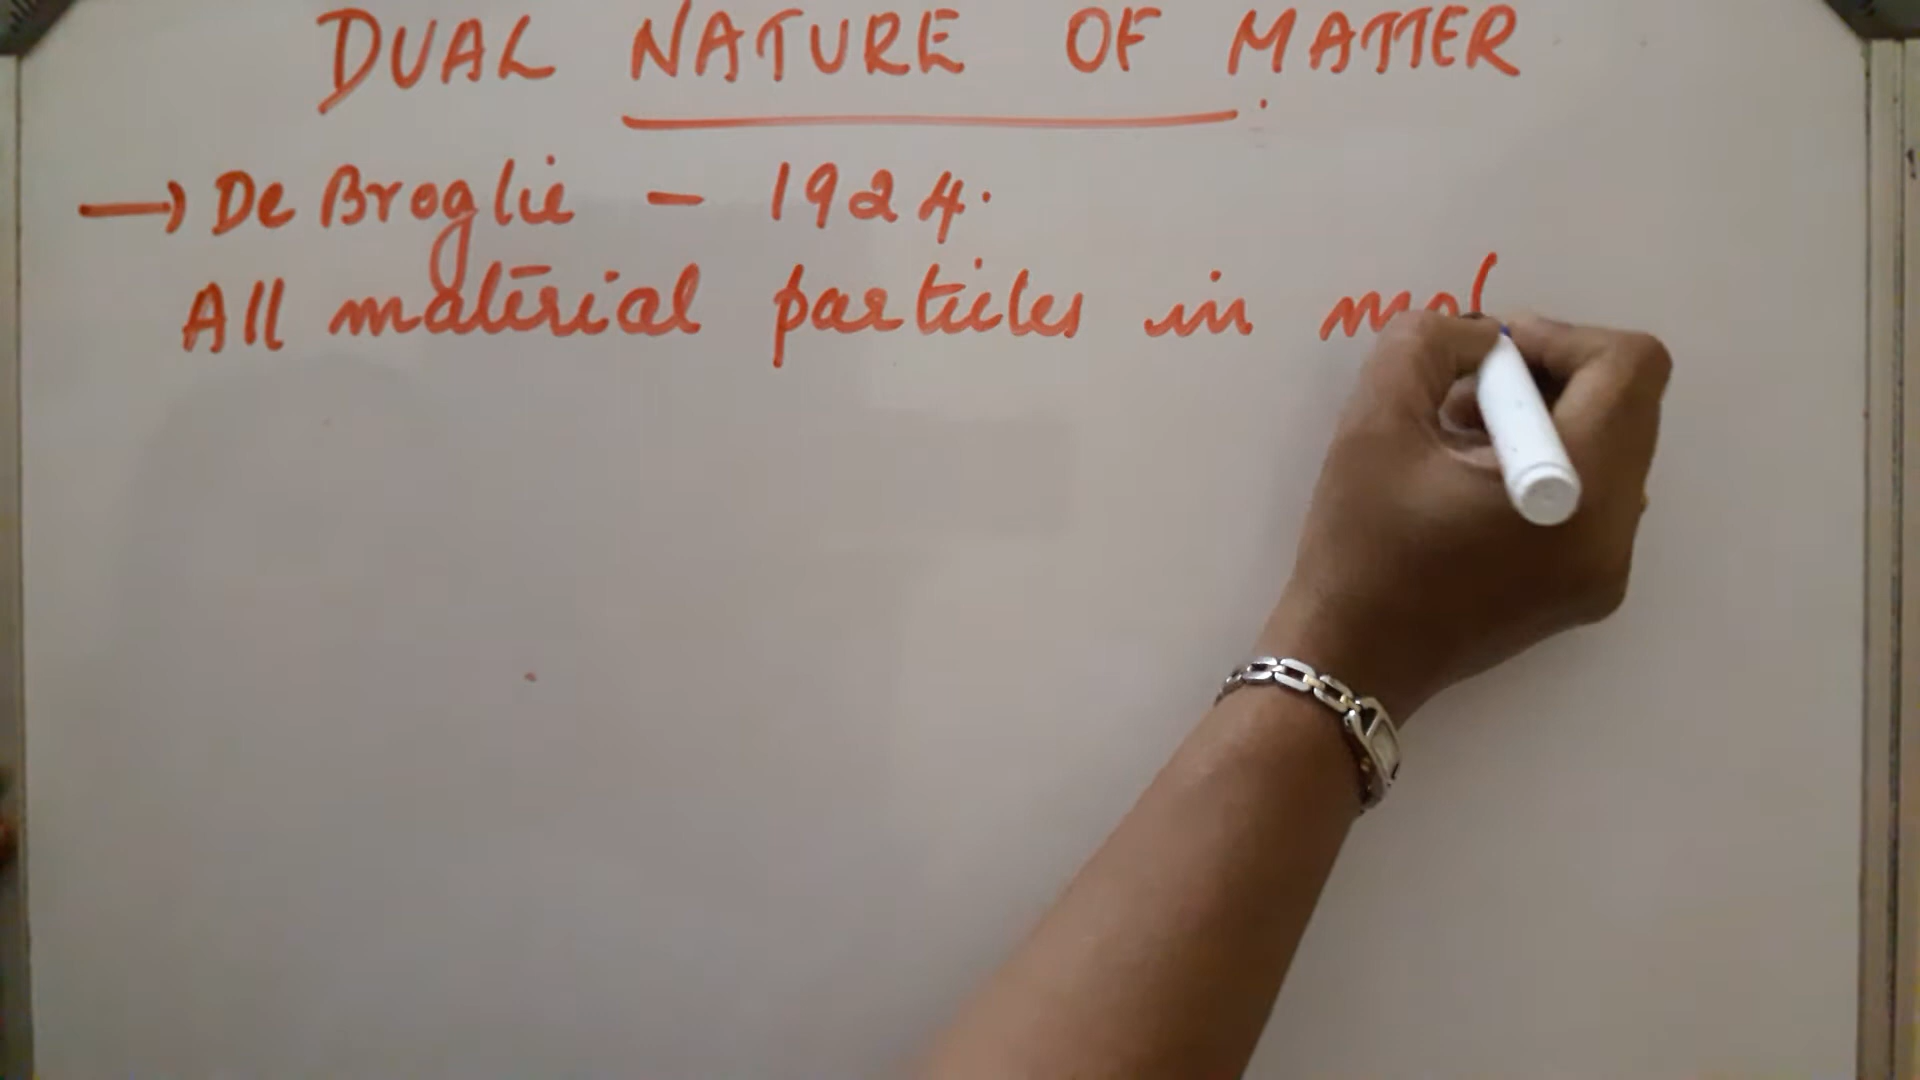 DUAL NATURE OF MATTER
→ De Broglie - 1924.
All material particles in